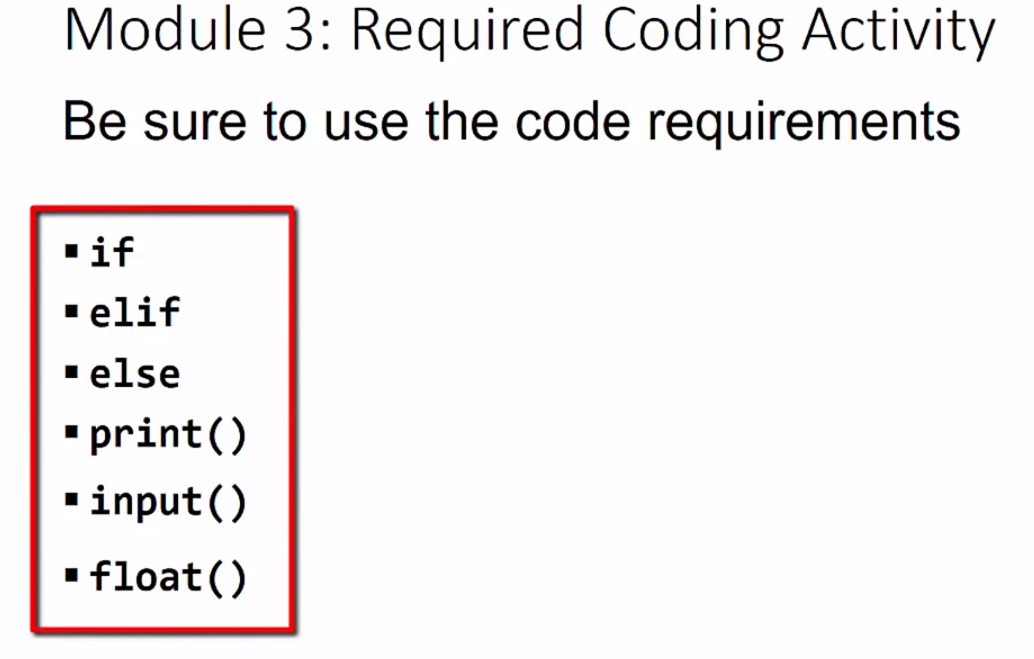 Module 3: Required Coding Activity
Be sure to use the code requirements
▪ if
▪ elif
▪ else
▪ print()
▪ input()
▪ float()